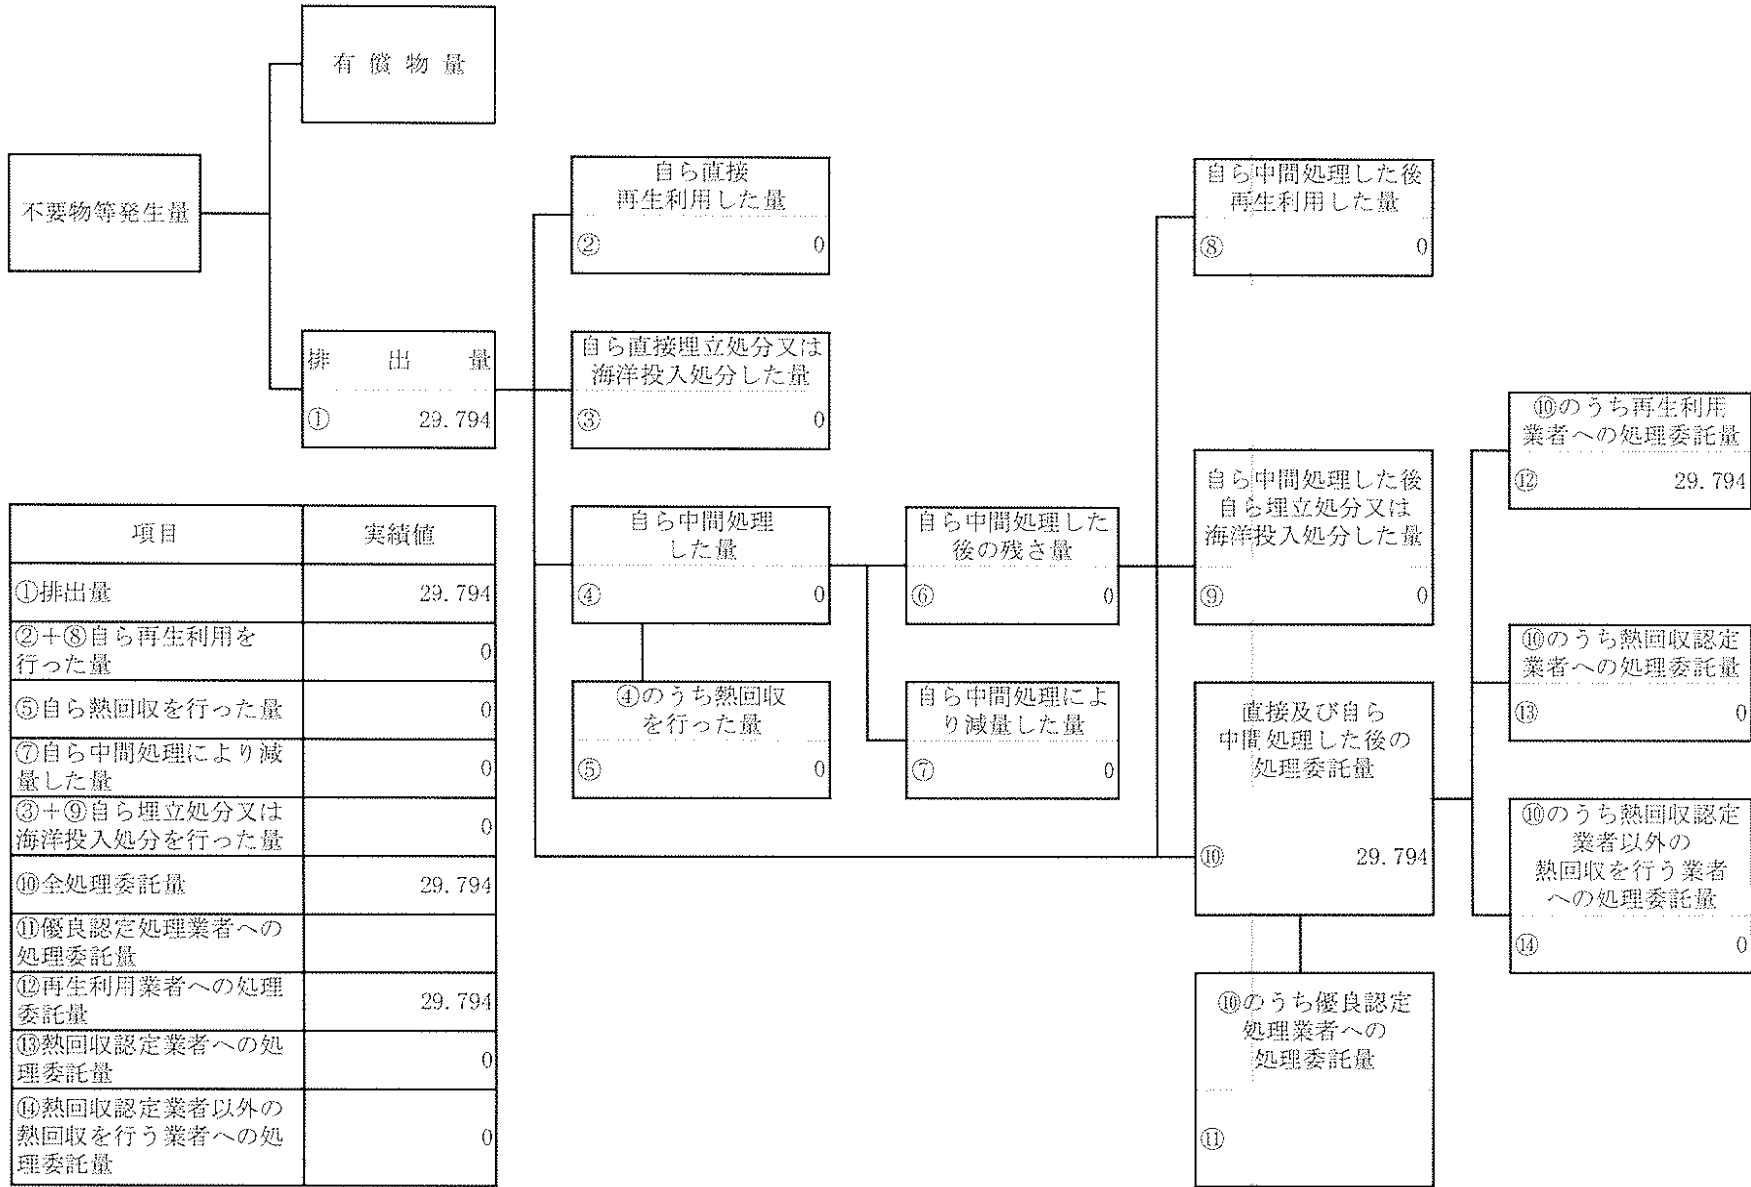 有 償 物 量
不要物等発生量
排 出 量
① 29.794
自ら直接
再生利用した量
② 0
自ら直接埋立処分又は
海洋投入処分した量
③ 0
自ら中間処理
した量
④ 0
④のうち熱回収
を行った量
⑤ 0
自ら中間処理した
後の残さ量
⑥ 0
自ら中間処理によ
り減量した量
⑦ 0
自ら中間処理した後
再生利用した量
⑧ 0
自ら中間処理した後
自ら埋立処分又は
海洋投入処分した量
⑨ 0
直接及び自ら
中間処理した後の
処理委託量
⑩ 29.794
⑩のうち優良認定
処理業者への
処理委託量
⑪
⑩のうち再生利用
業者への処理委託量
⑫ 29.794
⑩のうち熱回収認定
業者への処理委託量
⑬ 0
⑩のうち熱回収認定
業者以外の
熱回収を行う業者
への処理委託量
⑭ 0
項目 実績値
①排出量 29.794
②＋⑧自ら再生利用を
行った量 0
⑤自ら熱回収を行った量 0
⑦自ら中間処理により減
量した量 0
③＋⑨自ら埋立処分又は
海洋投入処分を行った量 0
⑩全処理委託量 29.794
⑪優良認定処理業者への
処理委託量
⑫再生利用業者への処理
委託量 29.794
⑬熱回収認定業者への処
理委託量 0
⑭熱回収認定業者以外の
熱回収を行う業者への処
理委託量 0